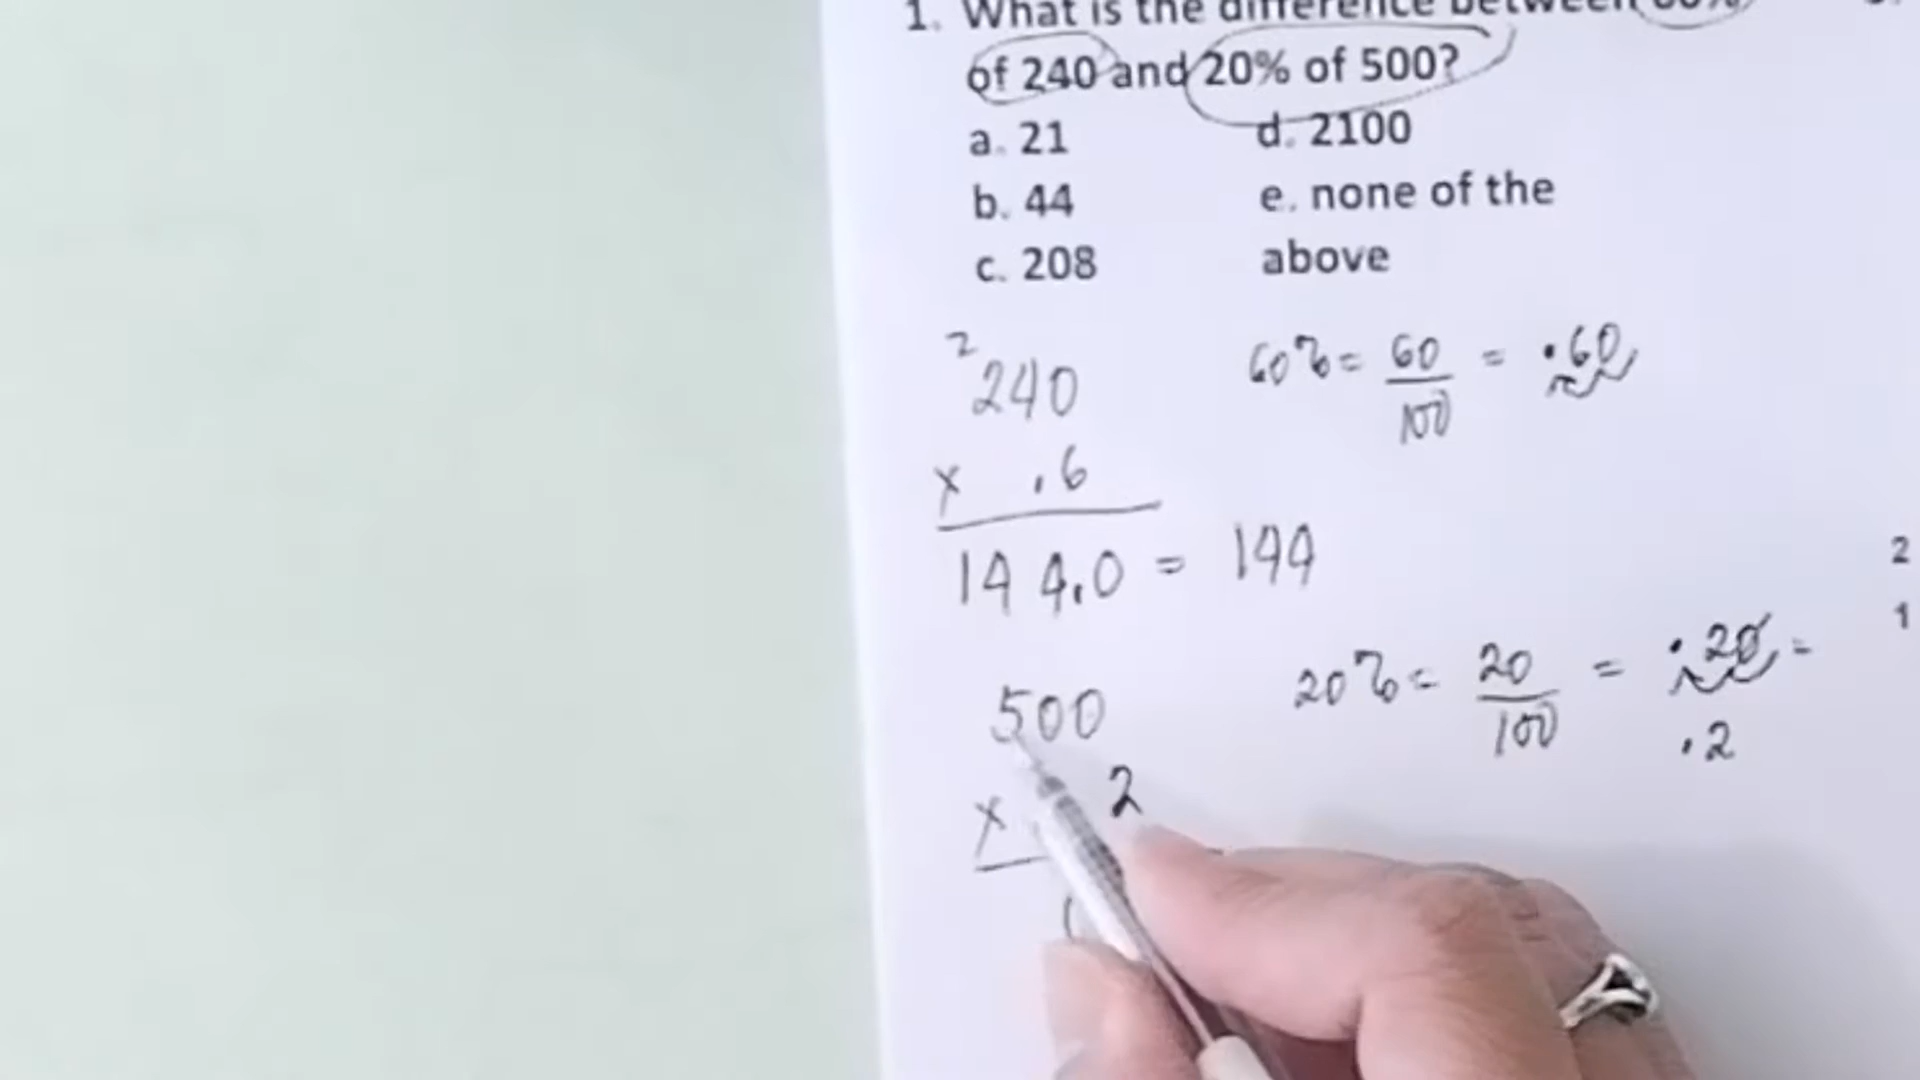 1. What is the difference between 60%
of 240 and 20% of 500?
a. 21 d. 2100
b. 44 e. none of the
c. 208 above
2
240
60% = 60/100 = .60
x .6
144.0 = 144
20% = 20/100 = .20 =
.2
500
x 2
2
1